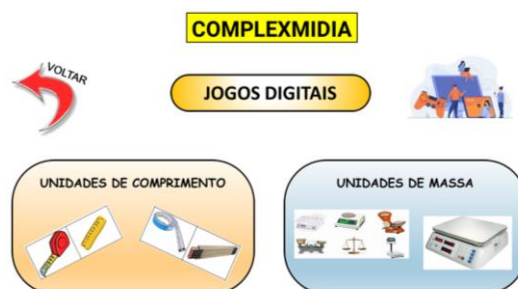 COMPLEXMIDIA
VOLTAR
JOGOS DIGITAIS
UNIDADES DE COMPRIMENTO
UNIDADES DE MASSA